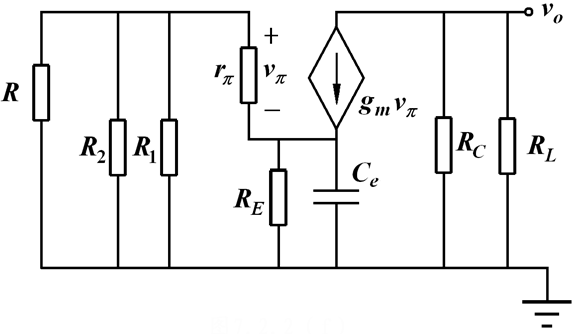 v_o
+
r_π v_π
−
g_m v_π
R
R_2 R_1
R_C R_L
R_E C_e